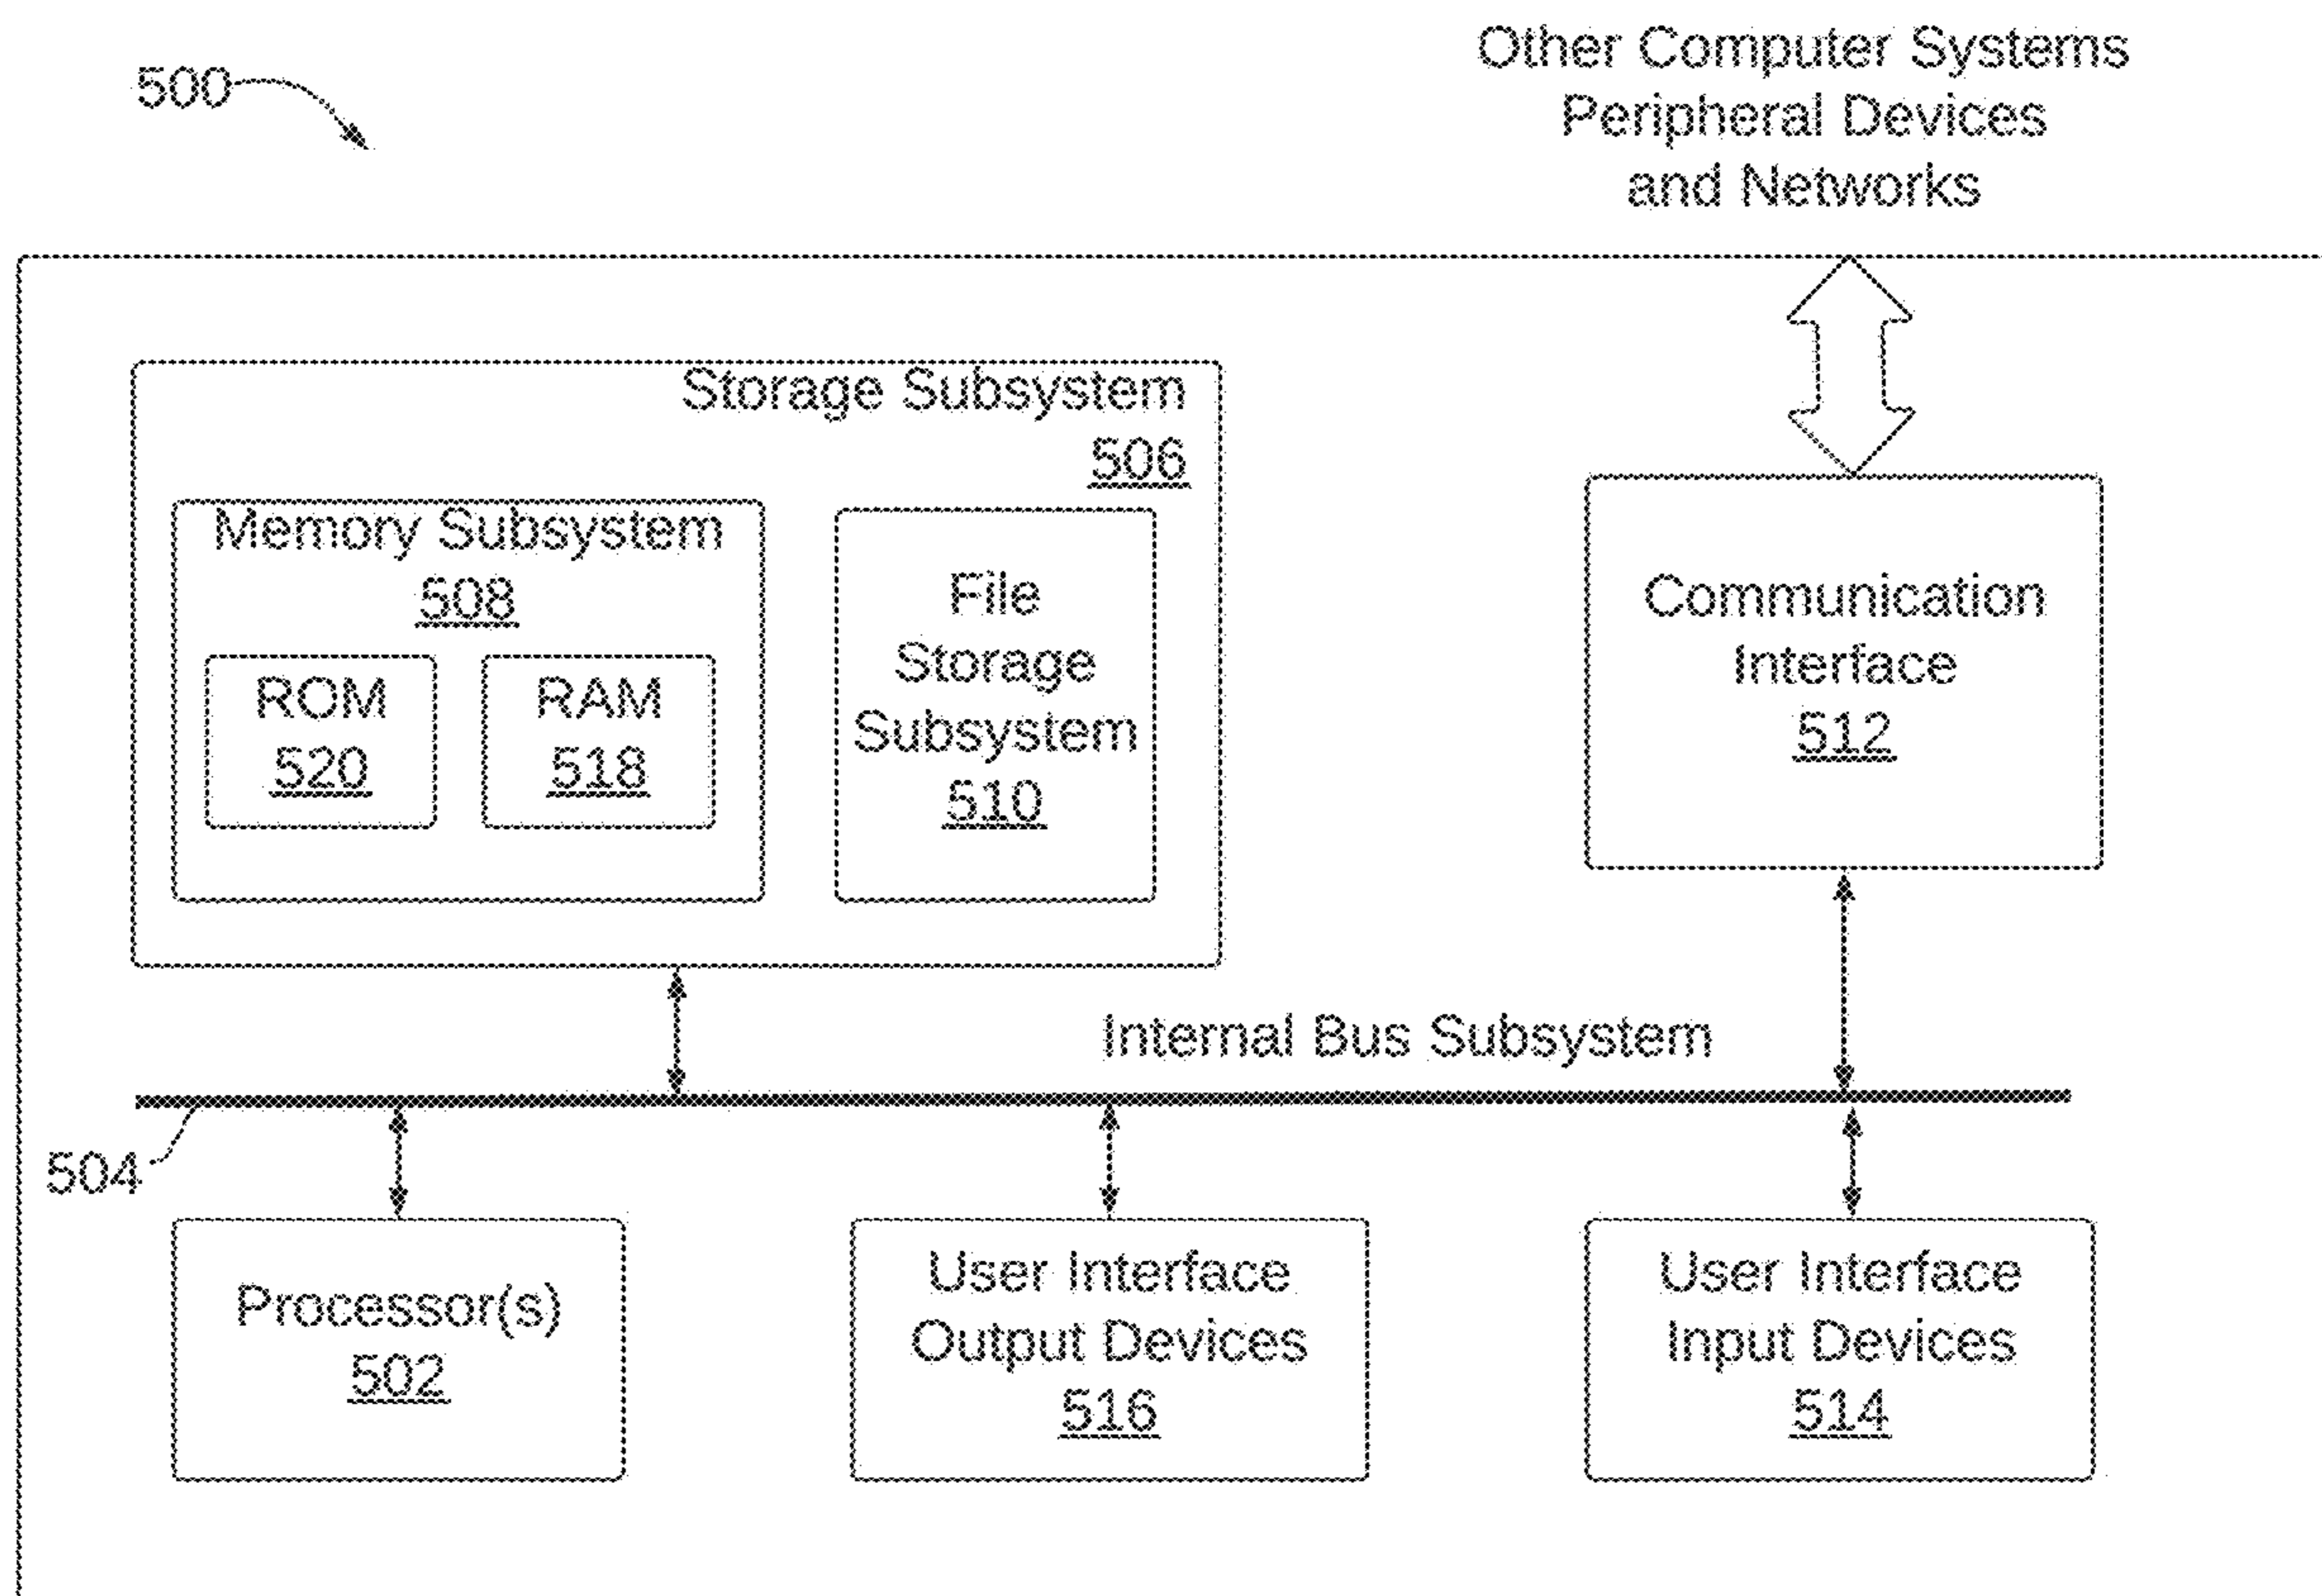 500
Other Computer Systems
Peripheral Devices
and Networks
Storage Subsystem
506
Memory Subsystem
508
ROM
520
RAM
518
File
Storage
Subsystem
510
Communication
Interface
512
Internal Bus Subsystem
504
Processor(s)
502
User Interface
Output Devices
516
User Interface
Input Devices
514